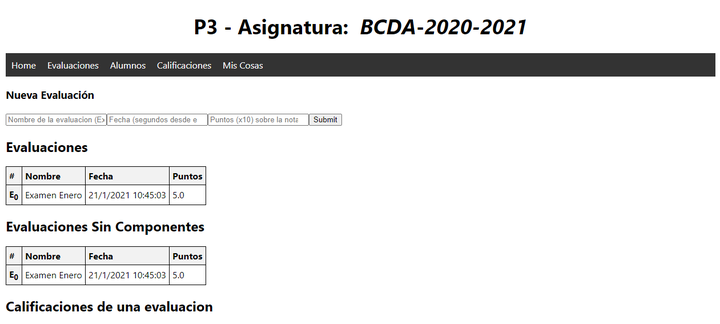 P3 - Asignatura: BCDA-2020-2021
Home Evaluaciones Alumnos Calificaciones Mis Cosas
Nueva Evaluación
Nombre de la evaluacion (Ex Fecha (segundos desde e Puntos (x10) sobre la nota Submit
Evaluaciones
# Nombre Fecha Puntos
E0 Examen Enero 21/1/2021 10:45:03 5.0
Evaluaciones Sin Componentes
# Nombre Fecha Puntos
E0 Examen Enero 21/1/2021 10:45:03 5.0
Calificaciones de una evaluacion